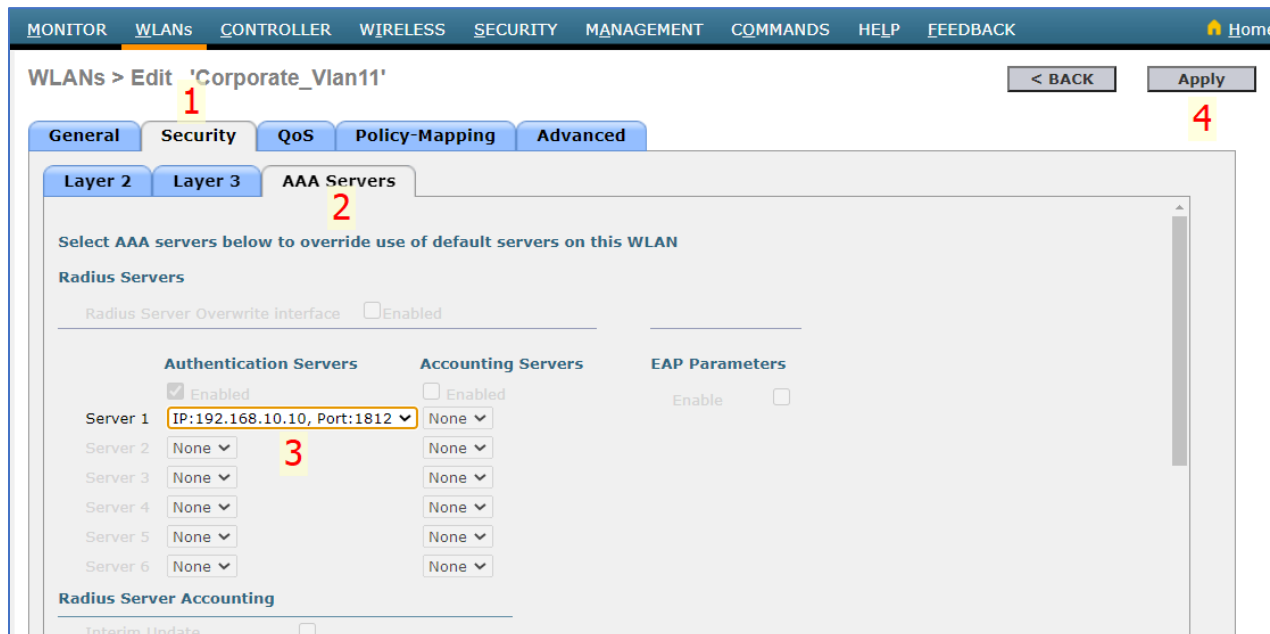 MONITOR WLANs CONTROLLER WIRELESS SECURITY MANAGEMENT COMMANDS HELP FEEDBACK Home
WLANs > Edit 'Corporate_Vlan11' < BACK Apply
1 4
General Security QoS Policy-Mapping Advanced
Layer 2 Layer 3 AAA Servers
2
Select AAA servers below to override use of default servers on this WLAN
Radius Servers
Radius Server Overwrite interface Enabled
Authentication Servers Accounting Servers EAP Parameters
Enabled Enabled Enable
Server 1 IP:192.168.10.10, Port:1812 None
Server 2 None None
3
Server 3 None None
Server 4 None None
Server 5 None None
Server 6 None None
Radius Server Accounting
Interim Update